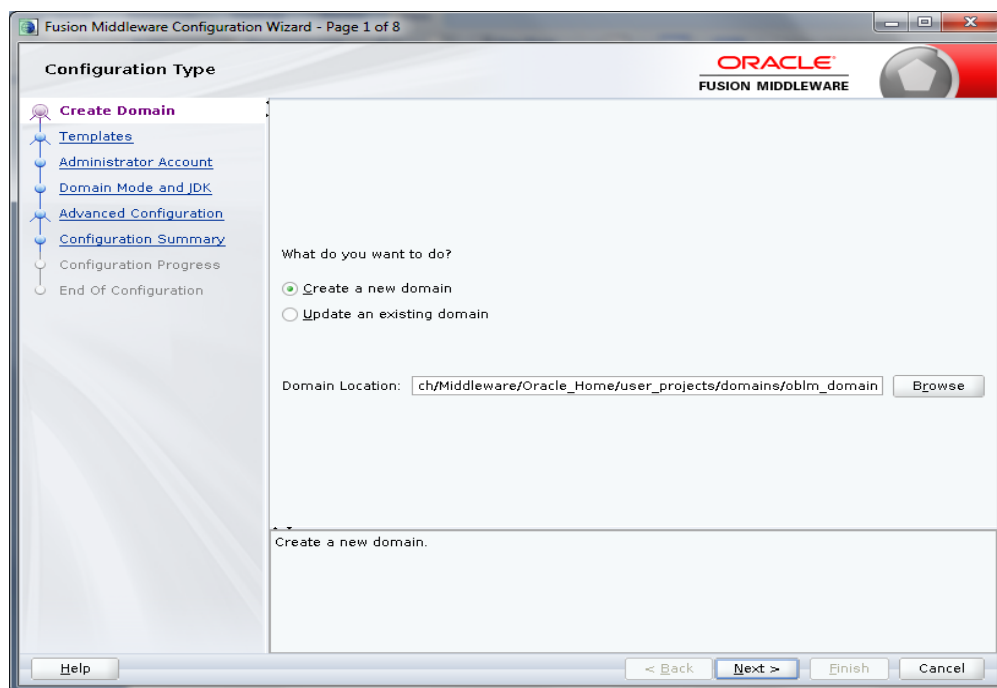 Fusion Middleware Configuration Wizard - Page 1 of 8
Configuration Type
ORACLE
FUSION MIDDLEWARE
Create Domain
Templates
Administrator Account
Domain Mode and JDK
Advanced Configuration
Configuration Summary
Configuration Progress
End Of Configuration
What do you want to do?
Create a new domain
Update an existing domain
Domain Location: ch/Middleware/Oracle_Home/user_projects/domains/oblm_domain Browse
Create a new domain.
Help < Back Next > Finish Cancel